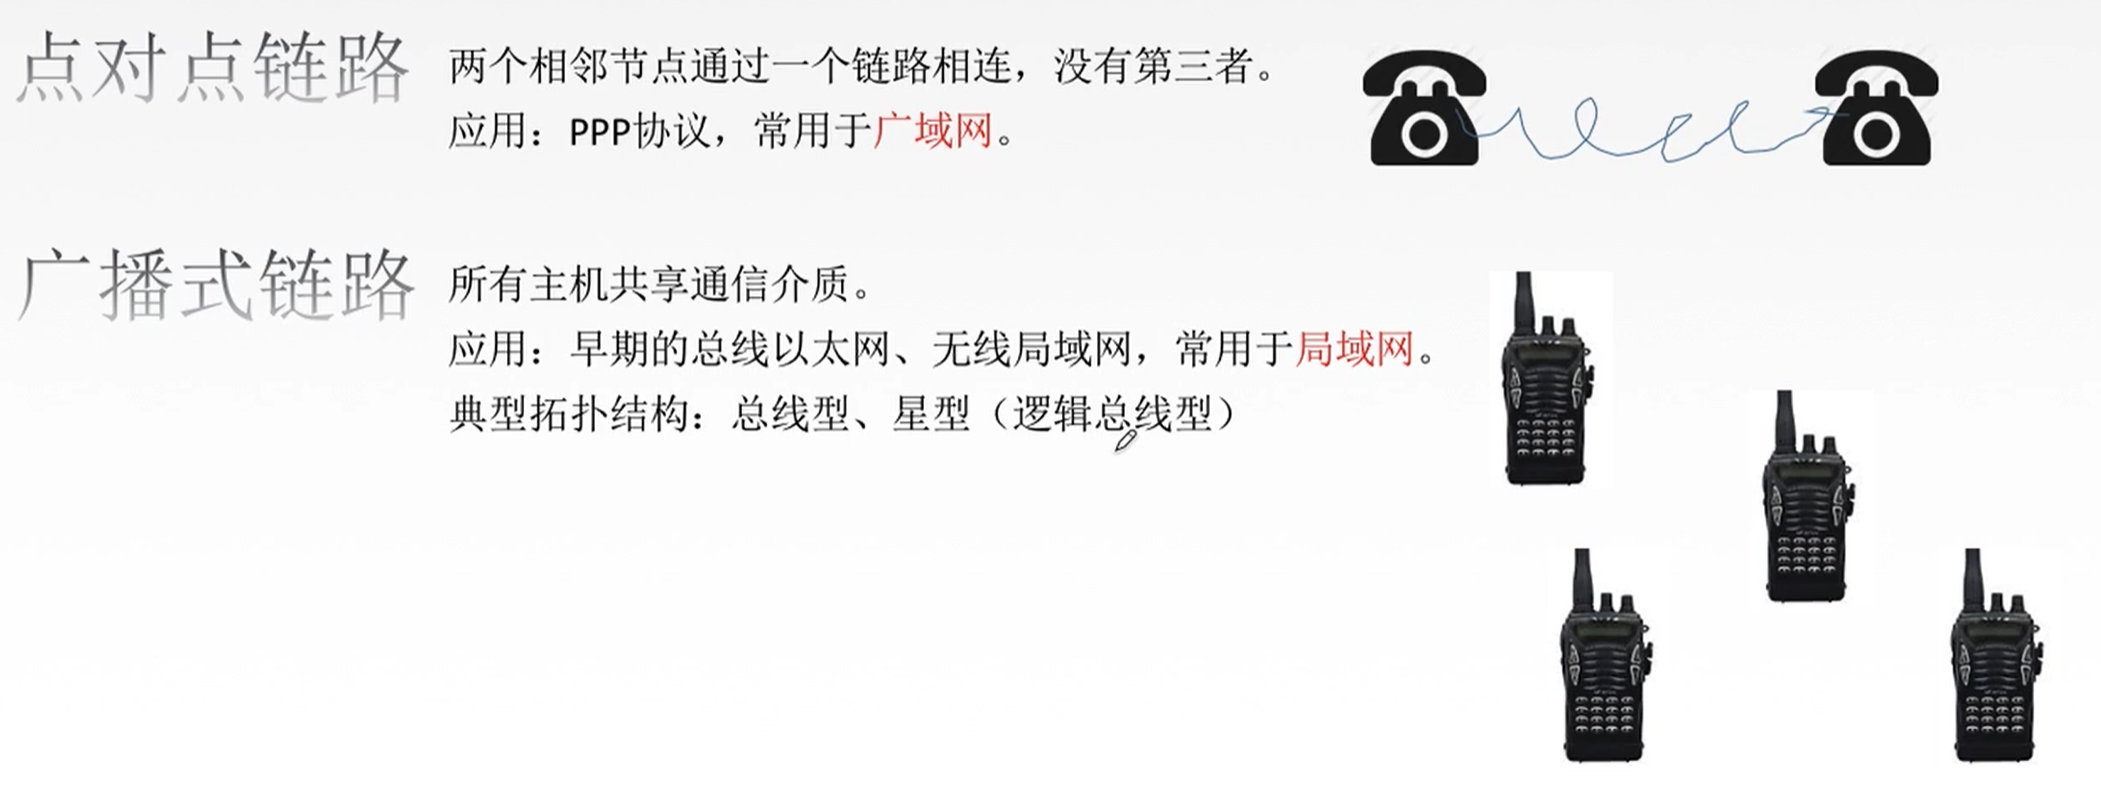 点对点链路
两个相邻节点通过一个链路相连，没有第三者。
应用：PPP协议，常用于广域网。
广播式链路
所有主机共享通信介质。
应用：早期的总线以太网、无线局域网，常用于局域网。
典型拓扑结构：总线型、星型（逻辑总线型）